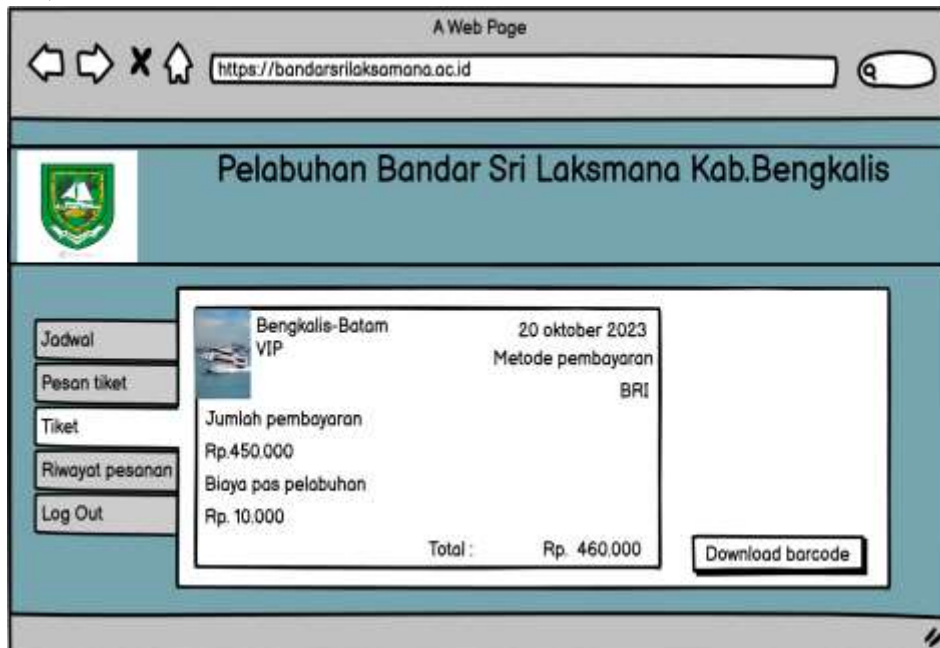 A Web Page
https://bandarsrilaksamana.ac.id
Pelabuhan Bandar Sri Laksmana Kab.Bengkalis
Jadwal
Pesan tiket
Tiket
Riwayat pesanan
Log Out
Bengkalis-Batam
VIP
20 oktober 2023
Metode pembayaran
BRI
Jumlah pembayaran
Rp.450.000
Biaya pas pelabuhan
Rp. 10.000
Total : Rp. 460.000
Download barcode